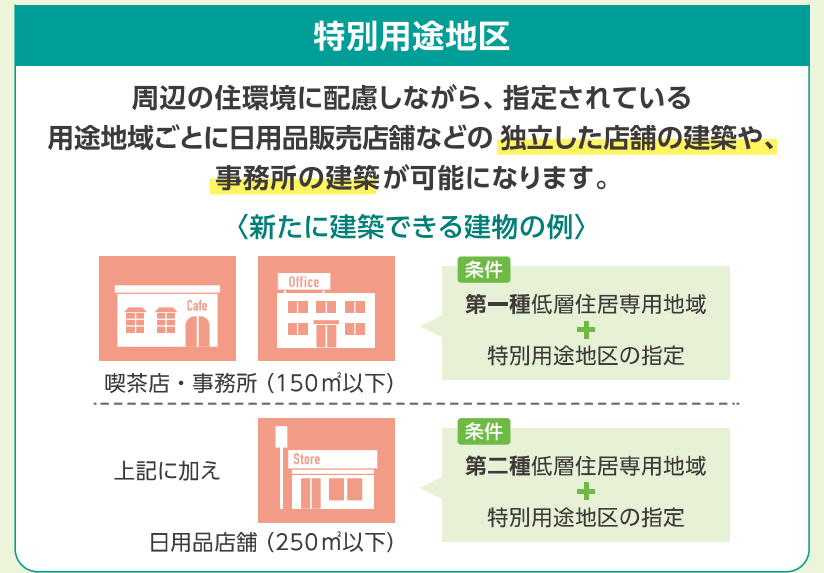 特別用途地区
周辺の住環境に配慮しながら、指定されている
用途地域ごとに日用品販売店舗などの独立した店舗の建築や、
事務所の建築が可能になります。
〈新たに建築できる建物の例〉
Cafe
Office
喫茶店・事務所（150㎡以下）
条件
第一種低層住居専用地域
+
特別用途地区の指定
上記に加え
Store
日用品店舗（250㎡以下）
条件
第二種低層住居専用地域
+
特別用途地区の指定